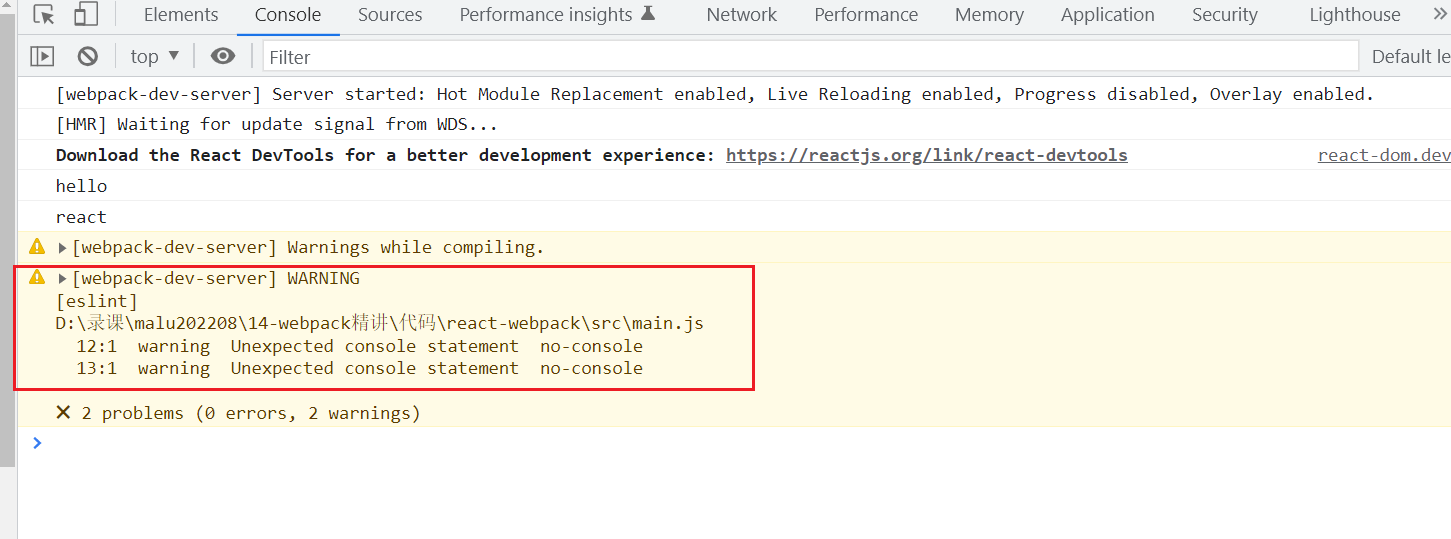 Elements Console Sources Performance insights Network Performance Memory Application Security Lighthouse
top Filter Default le
[webpack-dev-server] Server started: Hot Module Replacement enabled, Live Reloading enabled, Progress disabled, Overlay enabled.
[HMR] Waiting for update signal from WDS...
Download the React DevTools for a better development experience: https://reactjs.org/link/react-devtools react-dom.dev
hello
react
[webpack-dev-server] Warnings while compiling.
[webpack-dev-server] WARNING
[eslint]
D:\录课\malu202208\14-webpack精讲\代码\react-webpack\src\main.js
12:1 warning Unexpected console statement no-console
13:1 warning Unexpected console statement no-console
✕ 2 problems (0 errors, 2 warnings)